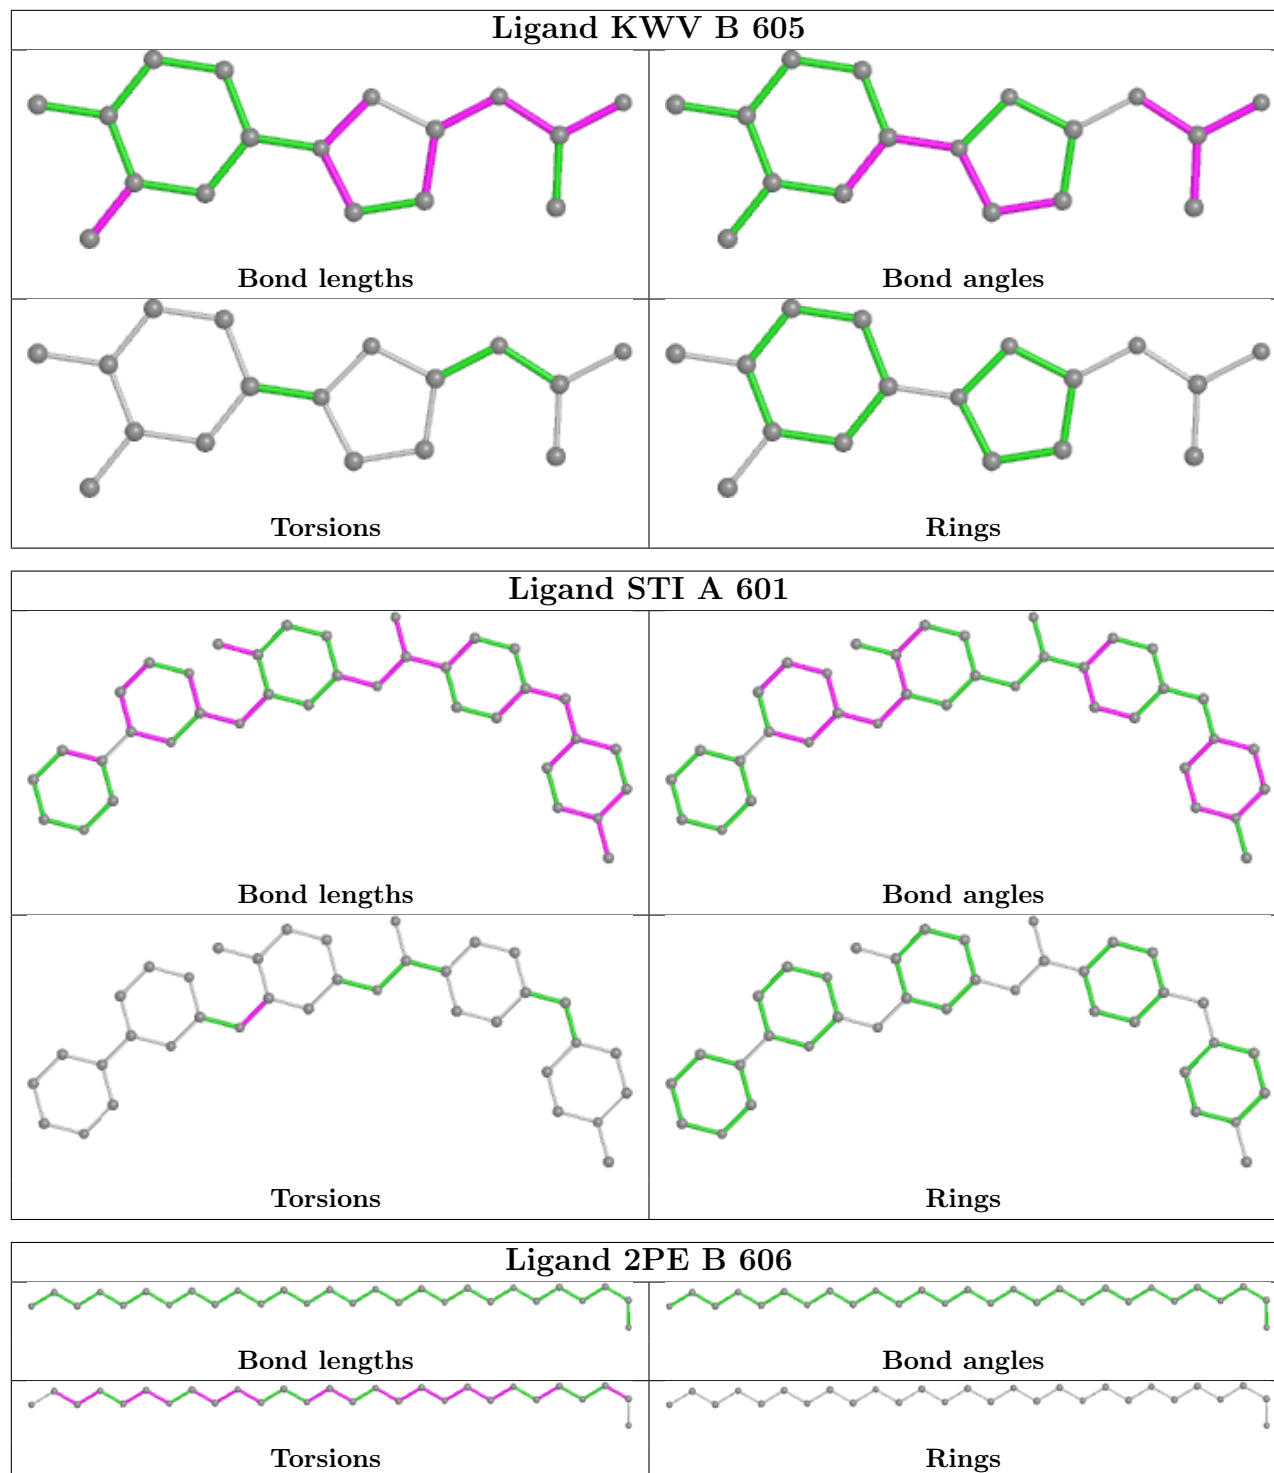 Ligand KWV B 605
Bond lengths
Bond angles
Torsions
Rings
Ligand STI A 601
Bond lengths
Bond angles
Torsions
Rings
Ligand 2PE B 606
Bond lengths
Bond angles
Torsions
Rings